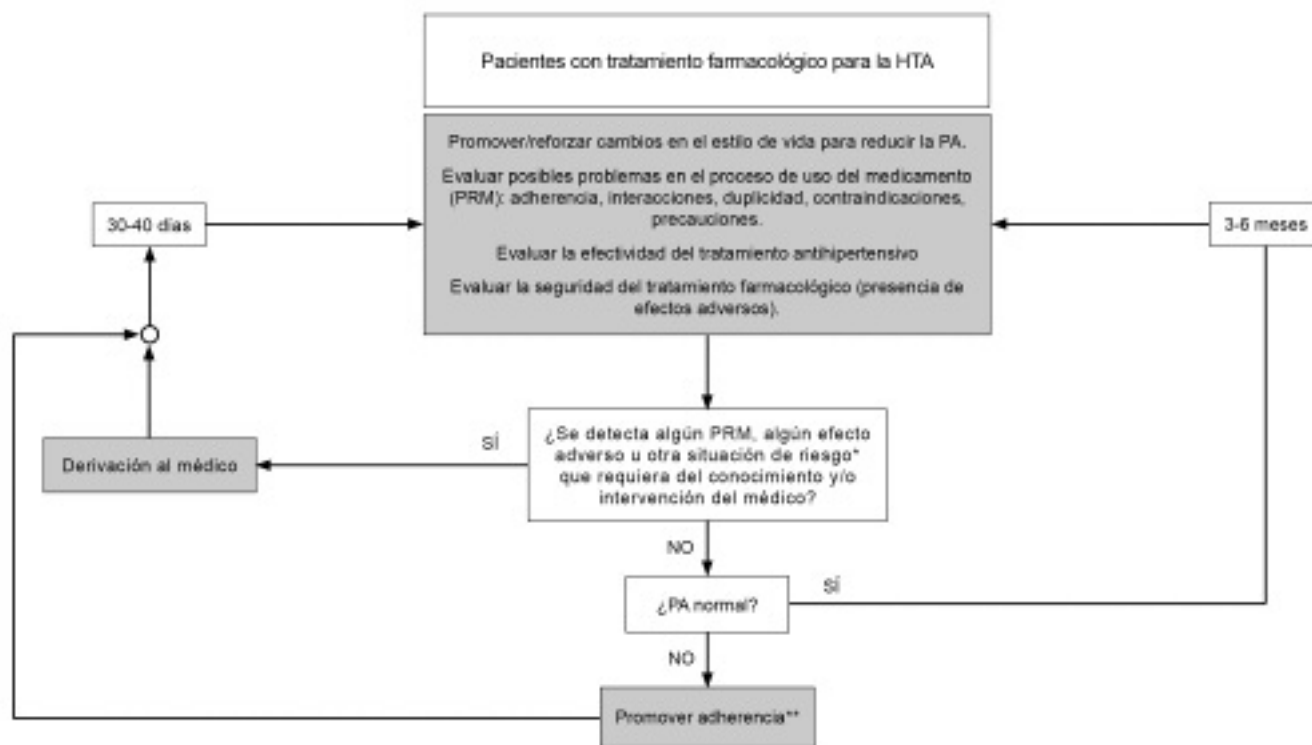 Pacientes con tratamiento farmacológico para la HTA
Promover/reforzar cambios en el estilo de vida para reducir la PA.
Evaluar posibles problemas en el proceso de uso del medicamento
(PRM): adherencia, interacciones, duplicidad, contraindicaciones,
precauciones.
Evaluar la efectividad del tratamiento antihipertensivo
Evaluar la seguridad del tratamiento farmacológico (presencia de
efectos adversos).
30-40 días
3-6 meses
¿Se detecta algún PRM, algún efecto
adverso u otra situación de riesgo*
que requiera del conocimiento y/o
intervención del médico?
SÍ
Derivación al médico
NO
¿PA normal?
SÍ
NO
Promover adherencia**